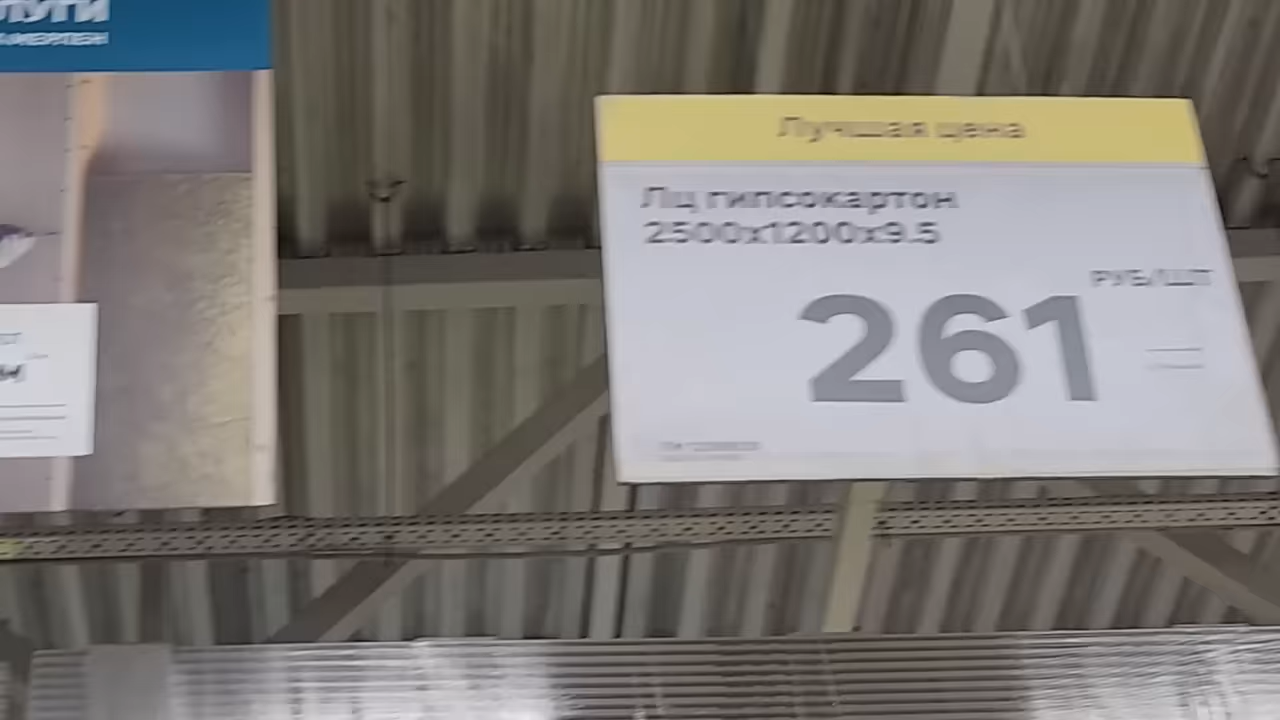 Лучшая цена
Лц гипсокартон
2500x1200x9.5
РУБ/ШТ
261